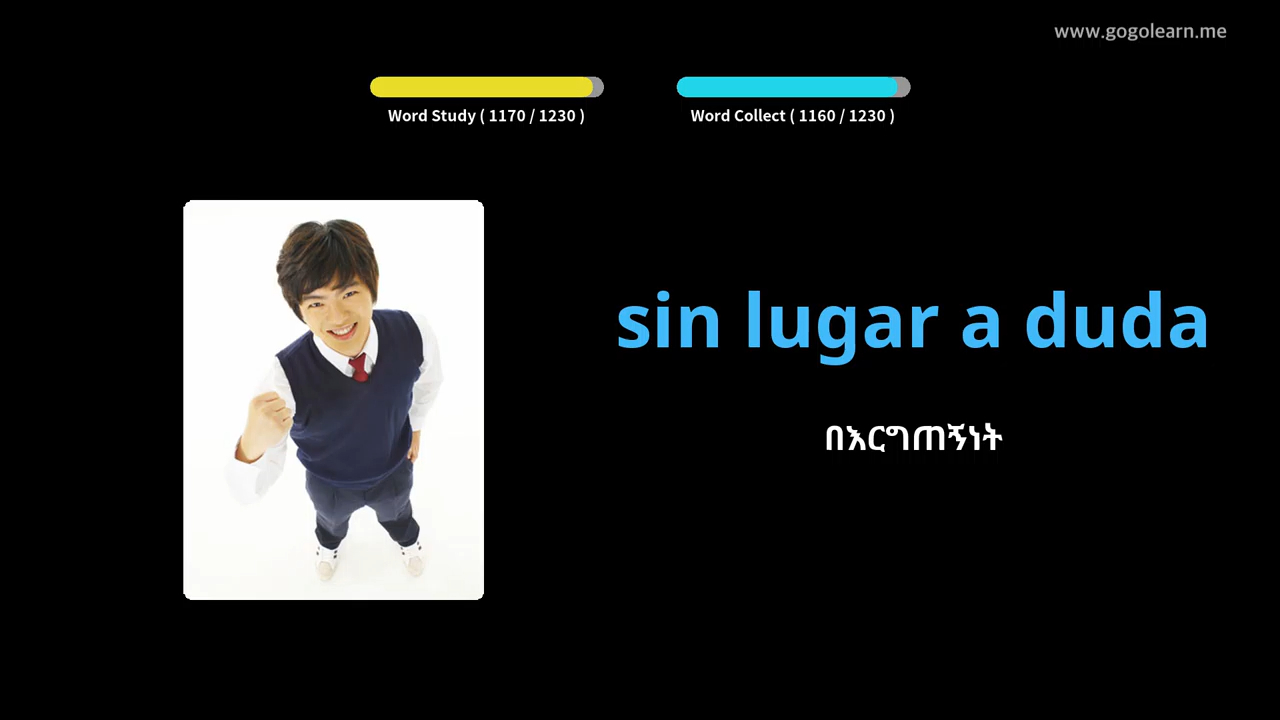 www.gogolearn.me
Word Study ( 1170 / 1230 )
Word Collect ( 1160 / 1230 )
sin lugar a duda
በእርግጠኝነት